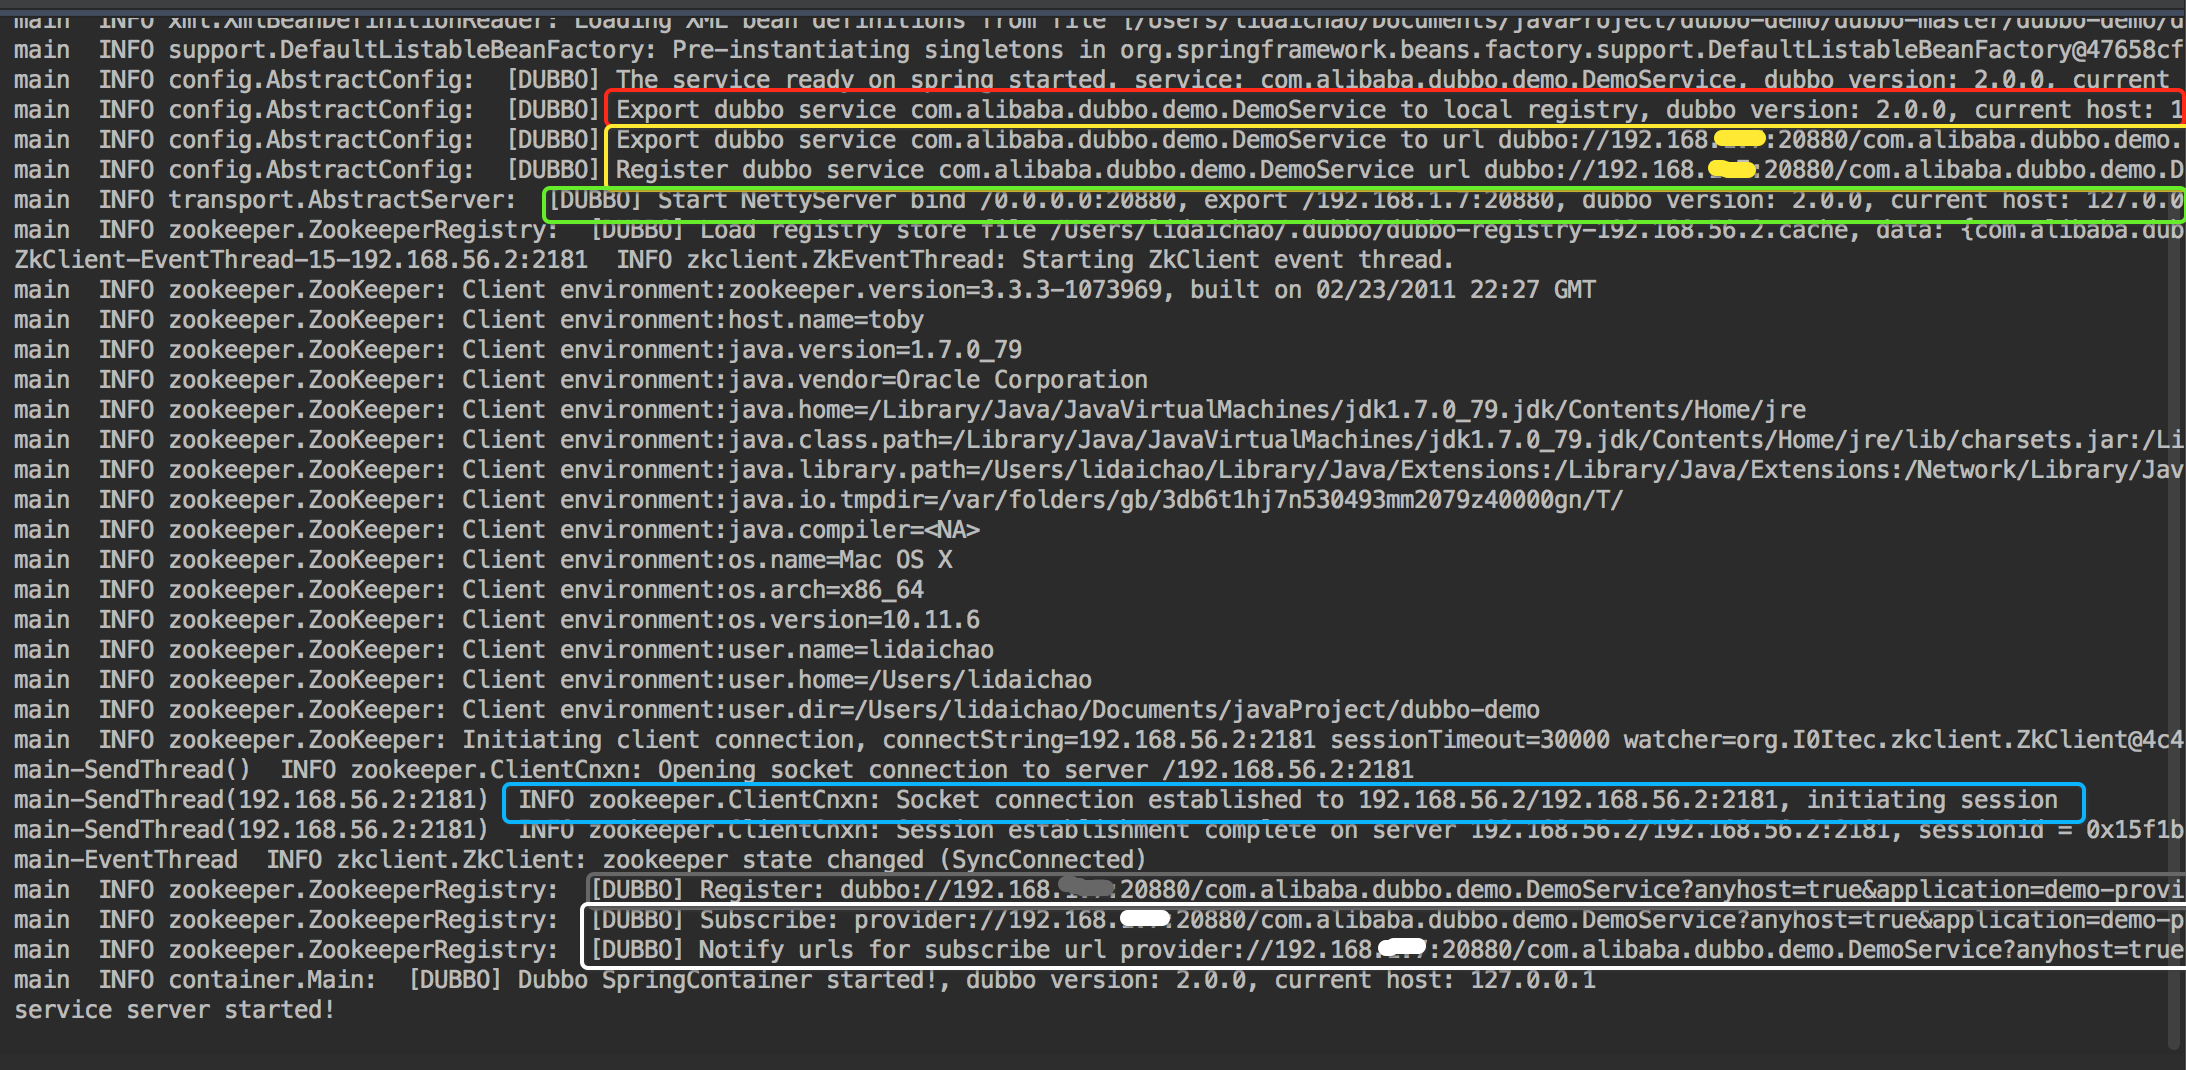 main  INFO xml.XmlBeanDefinitionReader: Loading XML bean definitions from file [/Users/lidaichao/Documents/javaProject/dubbo-demo/dubbo-master/dubbo-demo/d
main  INFO support.DefaultListableBeanFactory: Pre-instantiating singletons in org.springframework.beans.factory.support.DefaultListableBeanFactory@47658cf
main  INFO config.AbstractConfig:  [DUBBO] The service ready on spring started. service: com.alibaba.dubbo.demo.DemoService, dubbo version: 2.0.0, current
main  INFO config.AbstractConfig:  [DUBBO] Export dubbo service com.alibaba.dubbo.demo.DemoService to local registry, dubbo version: 2.0.0, current host: 1
main  INFO config.AbstractConfig:  [DUBBO] Export dubbo service com.alibaba.dubbo.demo.DemoService to url dubbo://192.168. :20880/com.alibaba.dubbo.demo.
main  INFO config.AbstractConfig:  [DUBBO] Register dubbo service com.alibaba.dubbo.demo.DemoService url dubbo://192.168. :20880/com.alibaba.dubbo.demo.D
main  INFO transport.AbstractServer:  [DUBBO] Start NettyServer bind /0.0.0.0:20880, export /192.168.1.7:20880, dubbo version: 2.0.0, current host: 127.0.0
main  INFO zookeeper.ZookeeperRegistry:  [DUBBO] Load registry store file /Users/lidaichao/.dubbo/dubbo-registry-192.168.56.2.cache, data: {com.alibaba.dub
ZkClient-EventThread-15-192.168.56.2:2181  INFO zkclient.ZkEventThread: Starting ZkClient event thread.
main  INFO zookeeper.ZooKeeper: Client environment:zookeeper.version=3.3.3-1073969, built on 02/23/2011 22:27 GMT
main  INFO zookeeper.ZooKeeper: Client environment:host.name=toby
main  INFO zookeeper.ZooKeeper: Client environment:java.version=1.7.0_79
main  INFO zookeeper.ZooKeeper: Client environment:java.vendor=Oracle Corporation
main  INFO zookeeper.ZooKeeper: Client environment:java.home=/Library/Java/JavaVirtualMachines/jdk1.7.0_79.jdk/Contents/Home/jre
main  INFO zookeeper.ZooKeeper: Client environment:java.class.path=/Library/Java/JavaVirtualMachines/jdk1.7.0_79.jdk/Contents/Home/jre/lib/charsets.jar:/Li
main  INFO zookeeper.ZooKeeper: Client environment:java.library.path=/Users/lidaichao/Library/Java/Extensions:/Library/Java/Extensions:/Network/Library/Jav
main  INFO zookeeper.ZooKeeper: Client environment:java.io.tmpdir=/var/folders/gb/3db6t1hj7n530493mm2079z40000gn/T/
main  INFO zookeeper.ZooKeeper: Client environment:java.compiler=<NA>
main  INFO zookeeper.ZooKeeper: Client environment:os.name=Mac OS X
main  INFO zookeeper.ZooKeeper: Client environment:os.arch=x86_64
main  INFO zookeeper.ZooKeeper: Client environment:os.version=10.11.6
main  INFO zookeeper.ZooKeeper: Client environment:user.name=lidaichao
main  INFO zookeeper.ZooKeeper: Client environment:user.home=/Users/lidaichao
main  INFO zookeeper.ZooKeeper: Client environment:user.dir=/Users/lidaichao/Documents/javaProject/dubbo-demo
main  INFO zookeeper.ZooKeeper: Initiating client connection, connectString=192.168.56.2:2181 sessionTimeout=30000 watcher=org.I0Itec.zkclient.ZkClient@4c4
main-SendThread()  INFO zookeeper.ClientCnxn: Opening socket connection to server /192.168.56.2:2181
main-SendThread(192.168.56.2:2181)  INFO zookeeper.ClientCnxn: Socket connection established to 192.168.56.2/192.168.56.2:2181, initiating session
main-SendThread(192.168.56.2:2181)  INFO zookeeper.ClientCnxn: Session establishment complete on server 192.168.56.2/192.168.56.2:2181, sessionid = 0x15f1b
main-EventThread  INFO zkclient.ZkClient: zookeeper state changed (SyncConnected)
main  INFO zookeeper.ZookeeperRegistry:  [DUBBO] Register: dubbo://192.168. :20880/com.alibaba.dubbo.demo.DemoService?anyhost=true&application=demo-provi
main  INFO zookeeper.ZookeeperRegistry:  [DUBBO] Subscribe: provider://192.168. :20880/com.alibaba.dubbo.demo.DemoService?anyhost=true&application=demo-p
main  INFO zookeeper.ZookeeperRegistry:  [DUBBO] Notify urls for subscribe url provider://192.168. :20880/com.alibaba.dubbo.demo.DemoService?anyhost=true
main  INFO container.Main:  [DUBBO] Dubbo SpringContainer started!, dubbo version: 2.0.0, current host: 127.0.0.1
service server started!